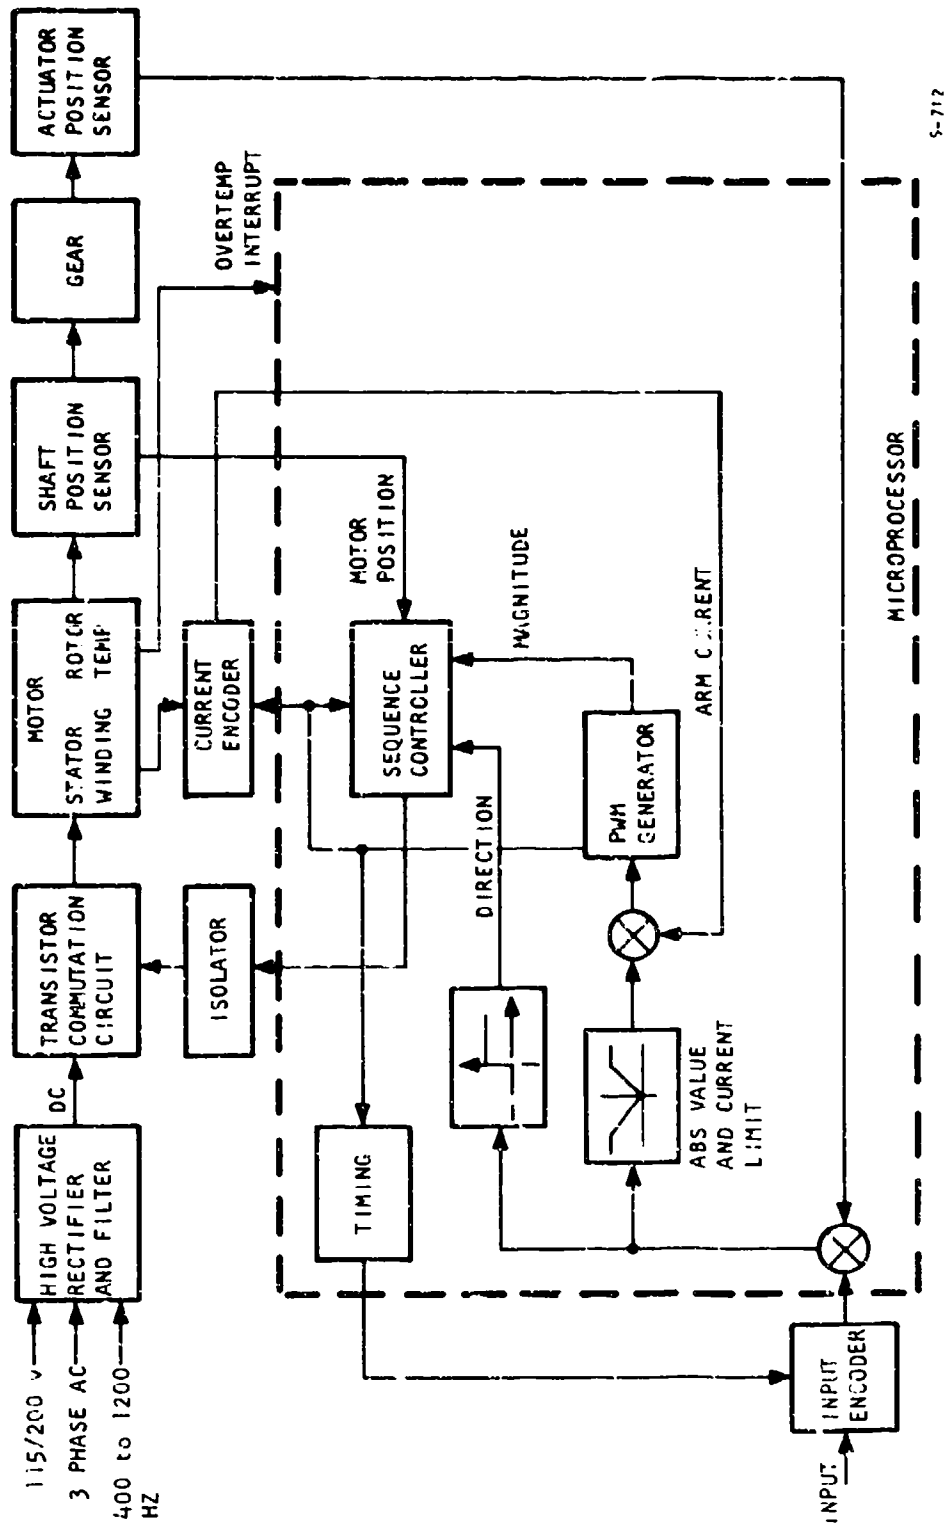 115/200 v
3 PHASE AC
400 to 1200
HZ
HIGH VOLTAGE
RECTIFIER
AND FILTER
DC
TRANSISTOR
COMMUTATION
CIRCUIT
MOTOR
STATOR ROTOR
WINDING TEMP
SHAFT
POSITION
SENSOR
GEAR
ACTUATOR
POSITION
SENSOR
ISOLATOR
CURRENT
ENCODER
OVERTEMP
INTERRUPT
TIMING
SEQUENCE
CONTROLLER
MOTOR
POSITION
DIRECTION
MAGNITUDE
PWM
GENERATOR
ABS VALUE
AND CURRENT
LIMIT
ARM CURRENT
MICROPROCESSOR
INPUT
INPUT
ENCODER
S-712